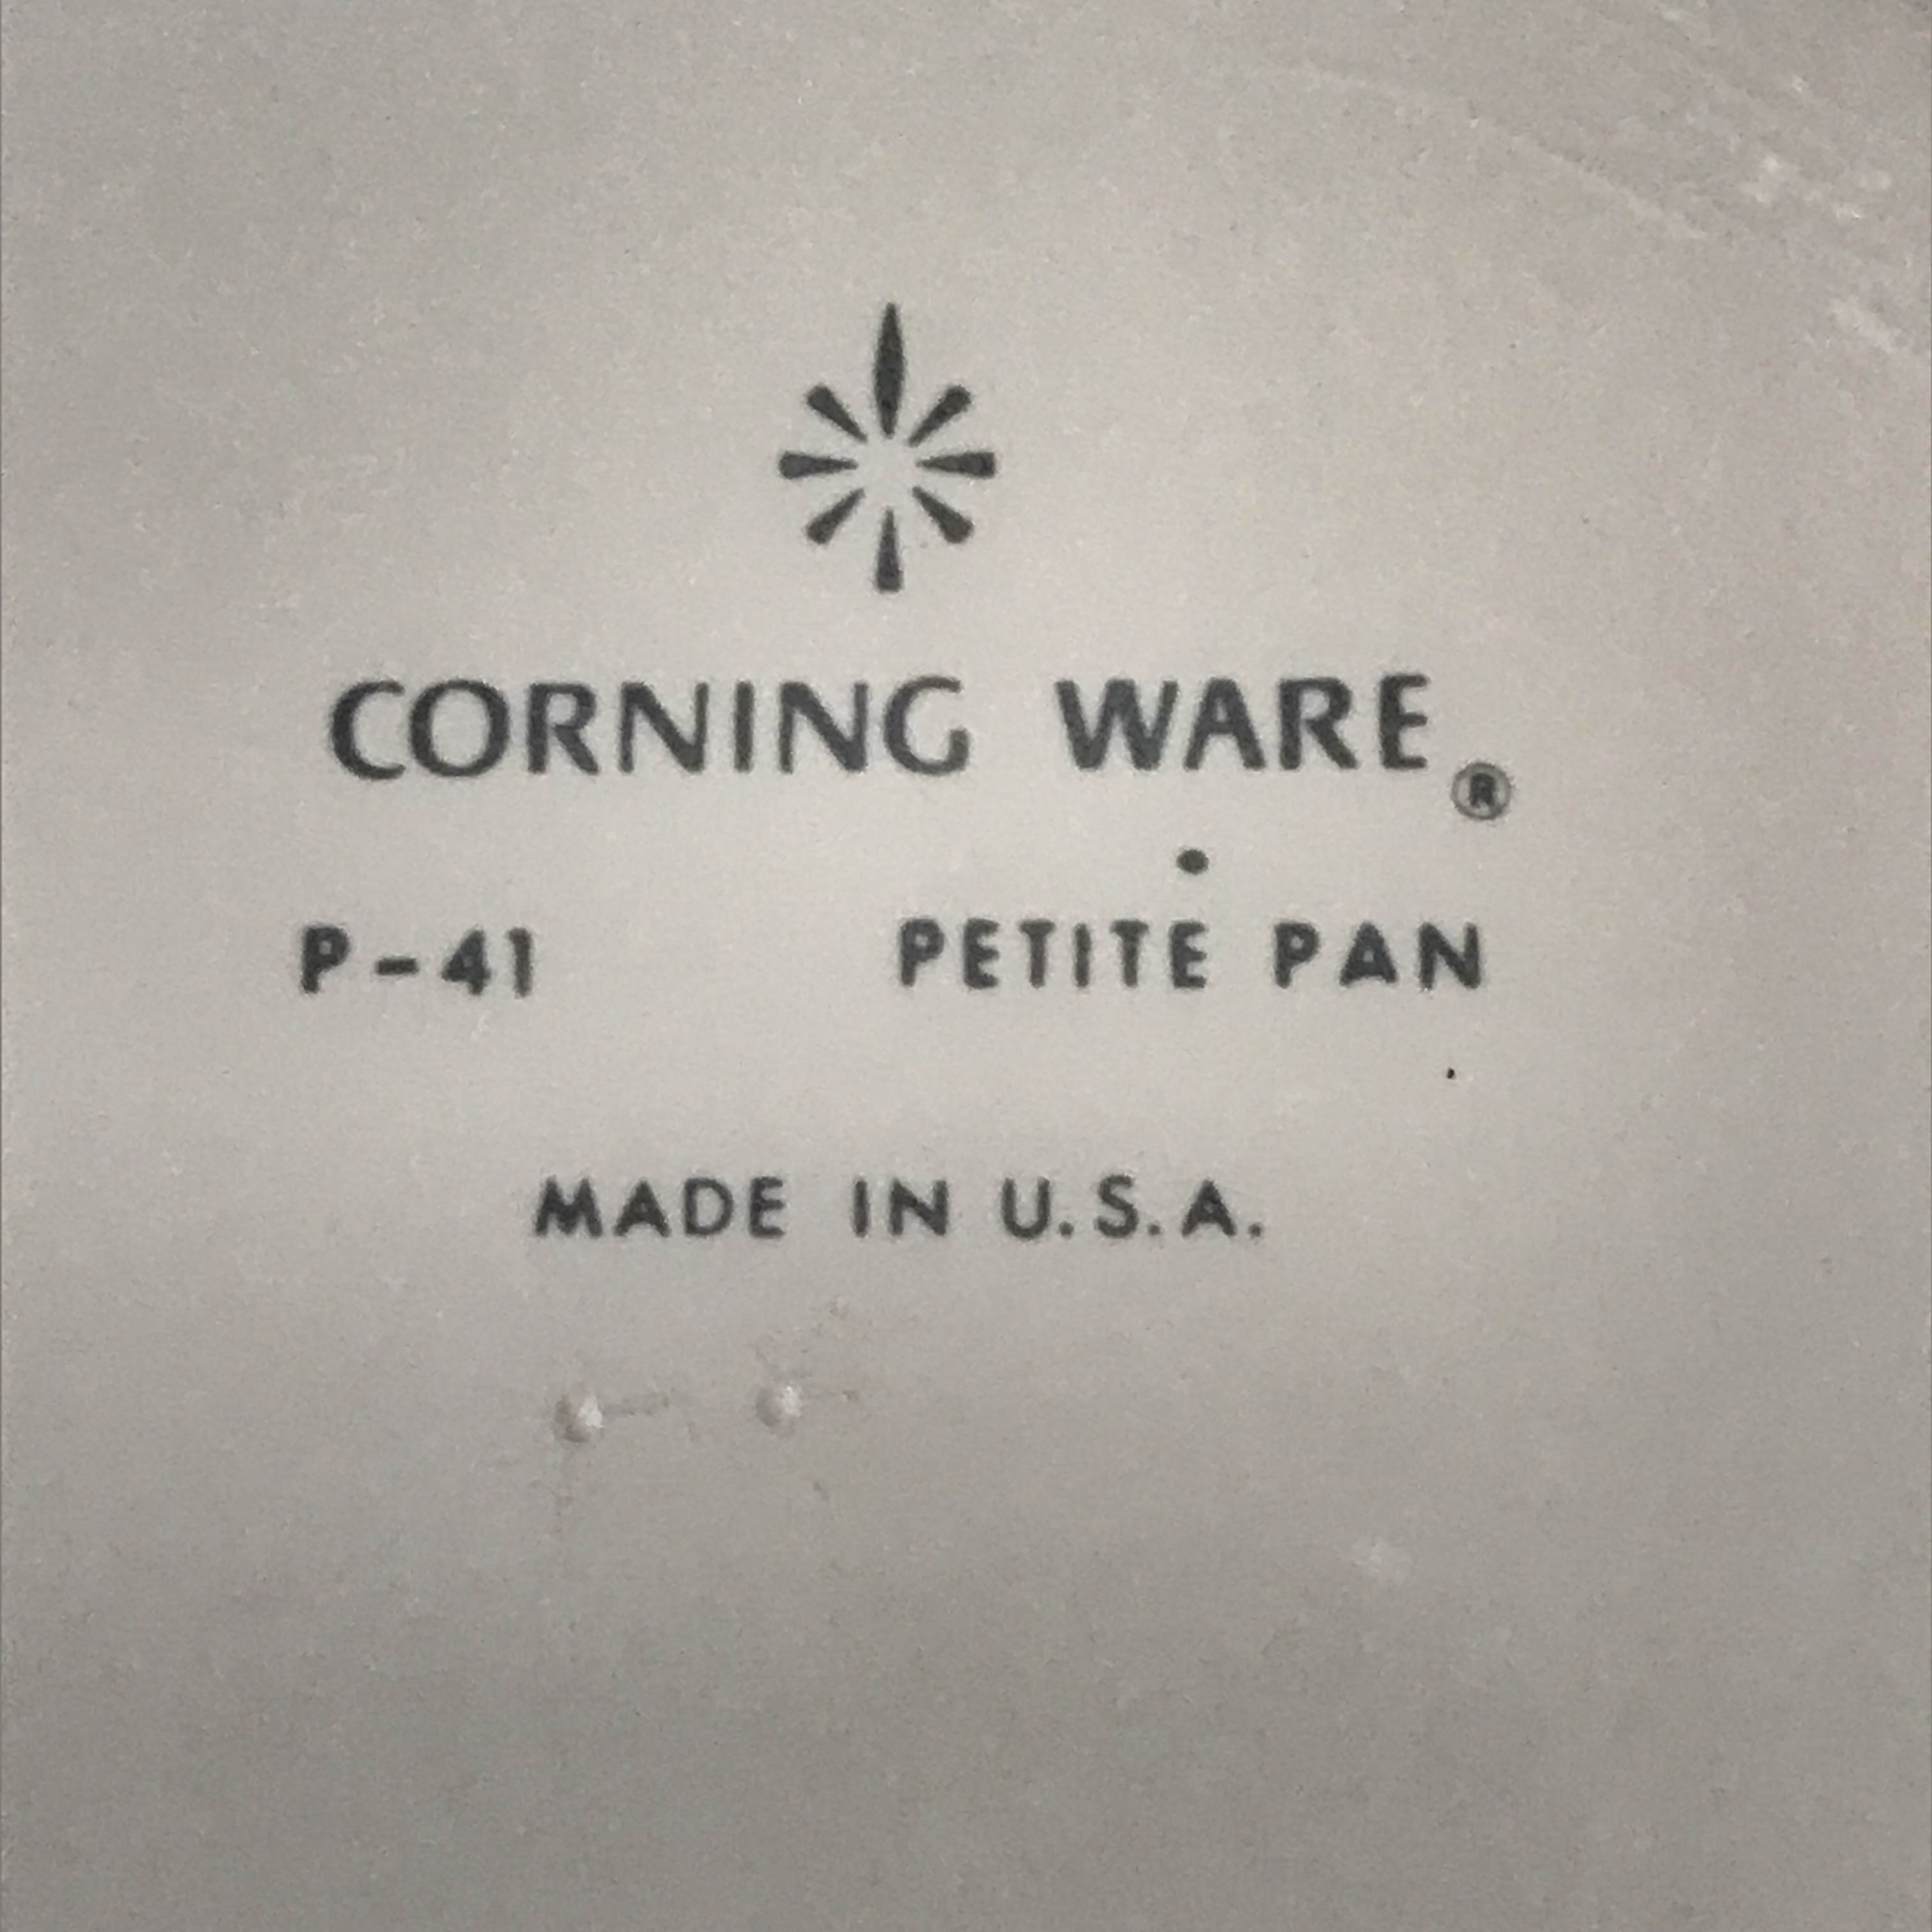 CORNING WARE®
P-41 PETITE PAN
MADE IN U.S.A.